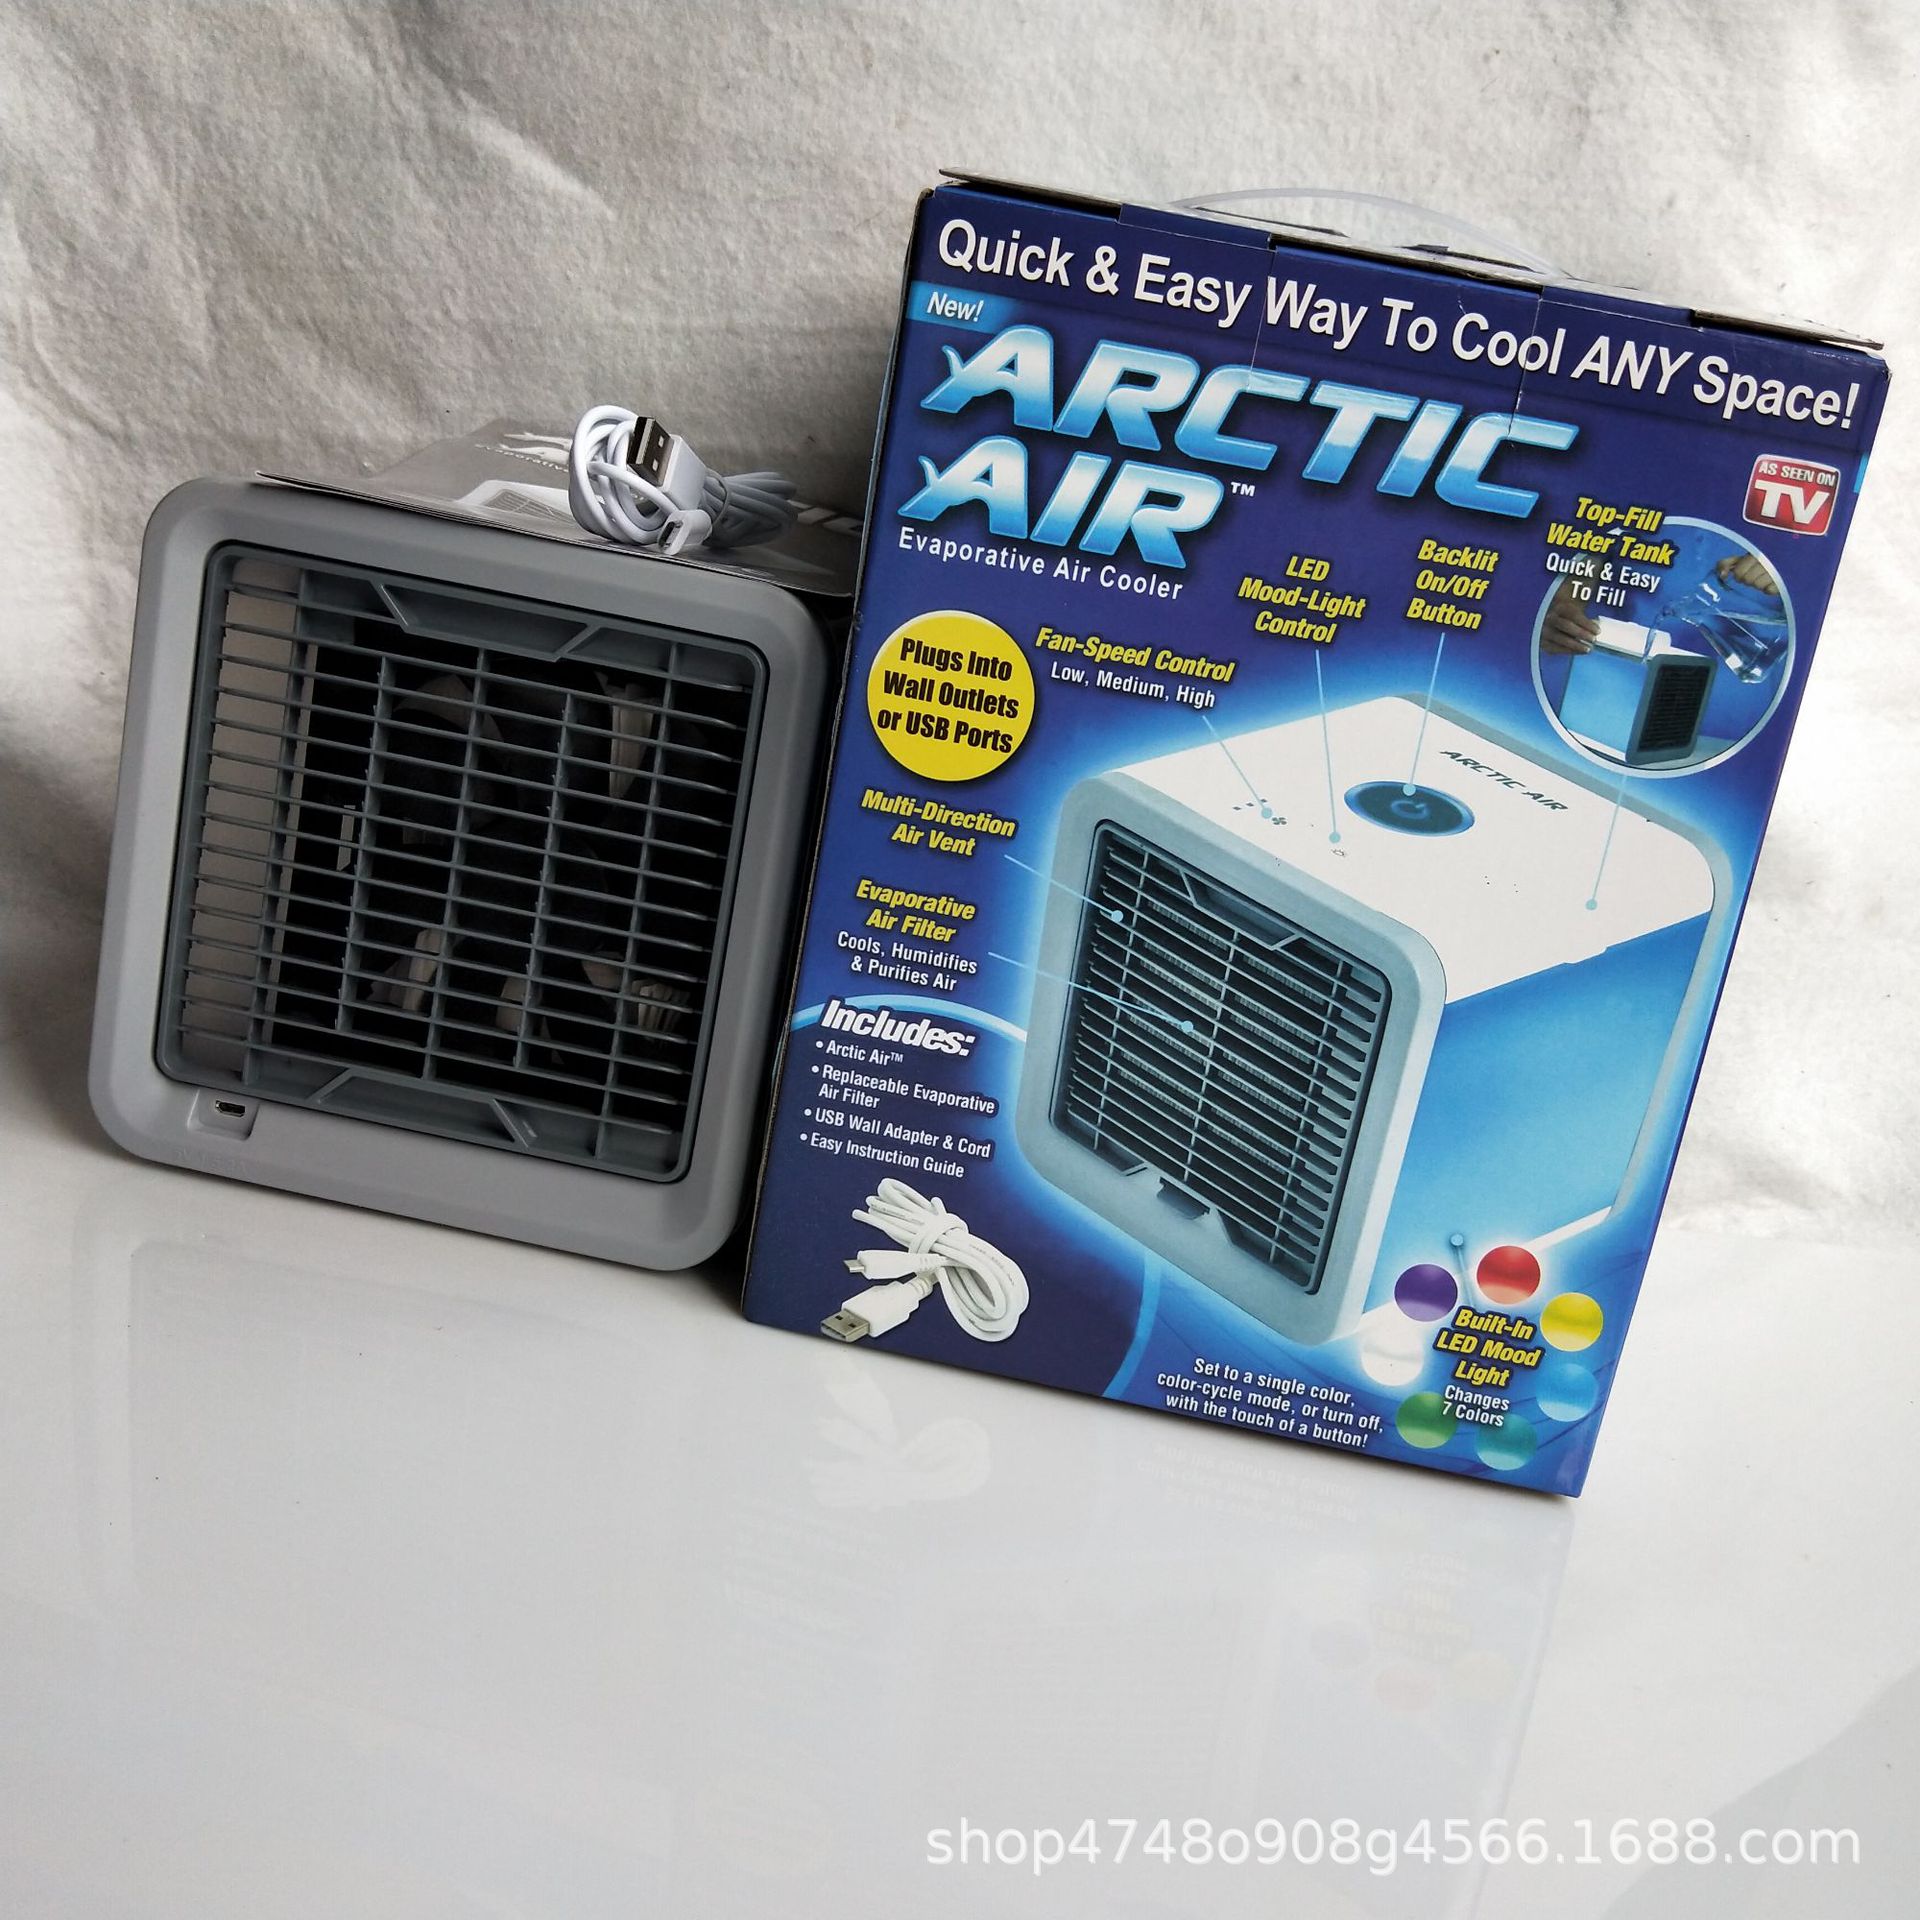 Quick & Easy Way To Cool ANY Space!
New!
ARCTIC
AIR™
Evaporative Air Cooler
AS SEEN ON
TV
Plugs Into
Wall Outlets
or USB Ports
Fan-Speed Control
Low, Medium, High
LED
Mood-Light
Control
Backlit
On/Off
Button
Top-Fill
Water Tank
Quick & Easy
To Fill
ARCTIC AIR
Multi-Direction
Air Vent
Evaporative
Air Filter
Cools, Humidifies
& Purifies Air
Includes:
• Arctic Air™
• Replaceable Evaporative
Air Filter
• USB Wall Adapter & Cord
• Easy Instruction Guide
Built-In
LED Mood
Light
Changes
7 Colors
Set to a single color,
color-cycle mode, or turn off,
with the touch of a button!
shop4748o908g4566.1688.com